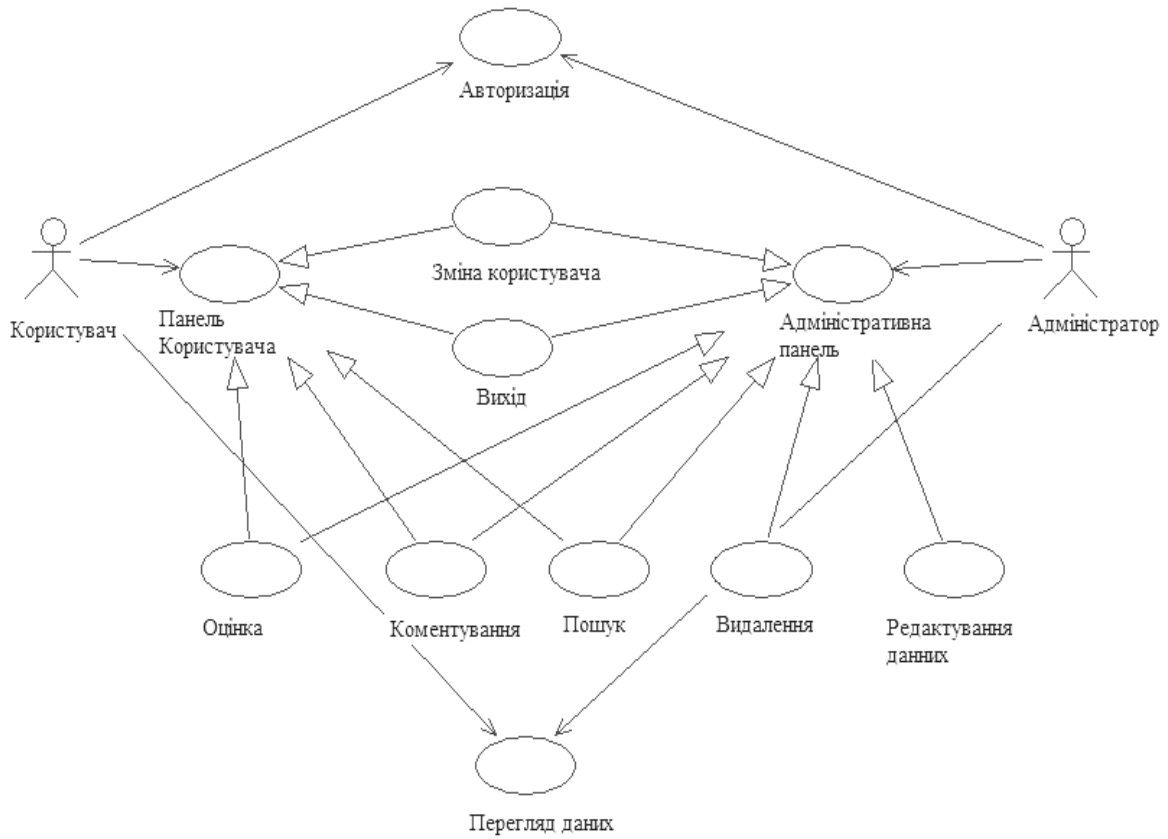 Авторизація
Зміна користувача
Користувач
Панель
Користувача
Адміністративна
панель
Адміністратор
Вихід
Оцінка
Коментування
Пошук
Видалення
Редактування
данних
Перегляд даних